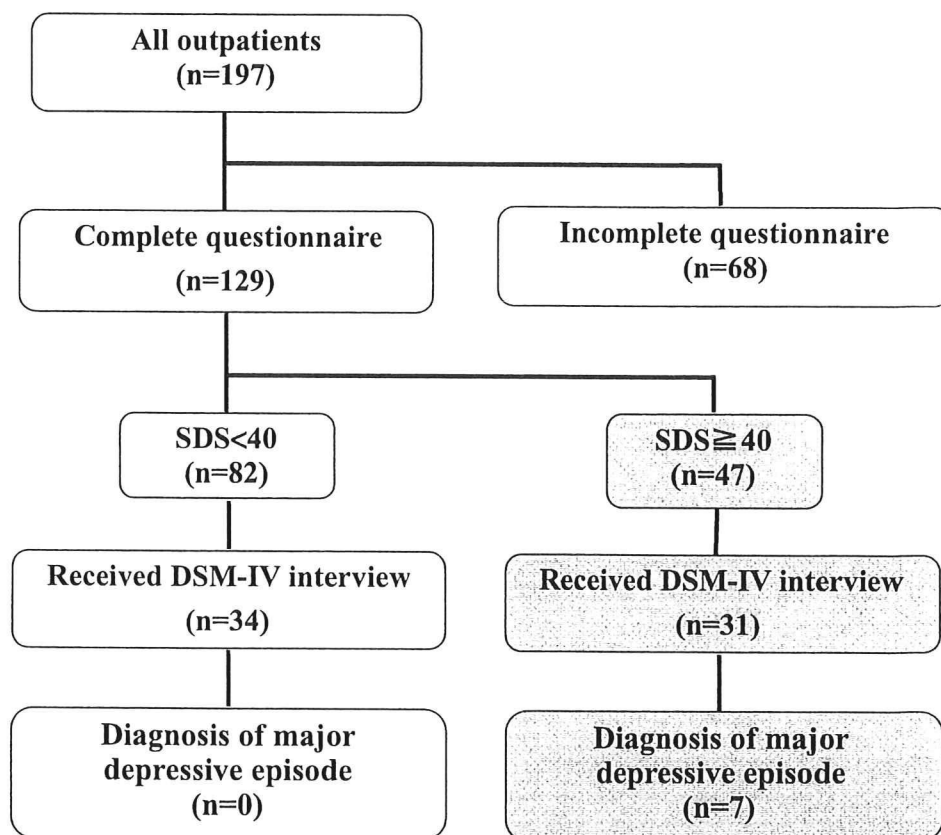 All outpatients
(n=197)
Complete questionnaire
(n=129)
Incomplete questionnaire
(n=68)
SDS<40
(n=82)
SDS≧40
(n=47)
Received DSM-IV interview
(n=34)
Received DSM-IV interview
(n=31)
Diagnosis of major
depressive episode
(n=0)
Diagnosis of major
depressive episode
(n=7)